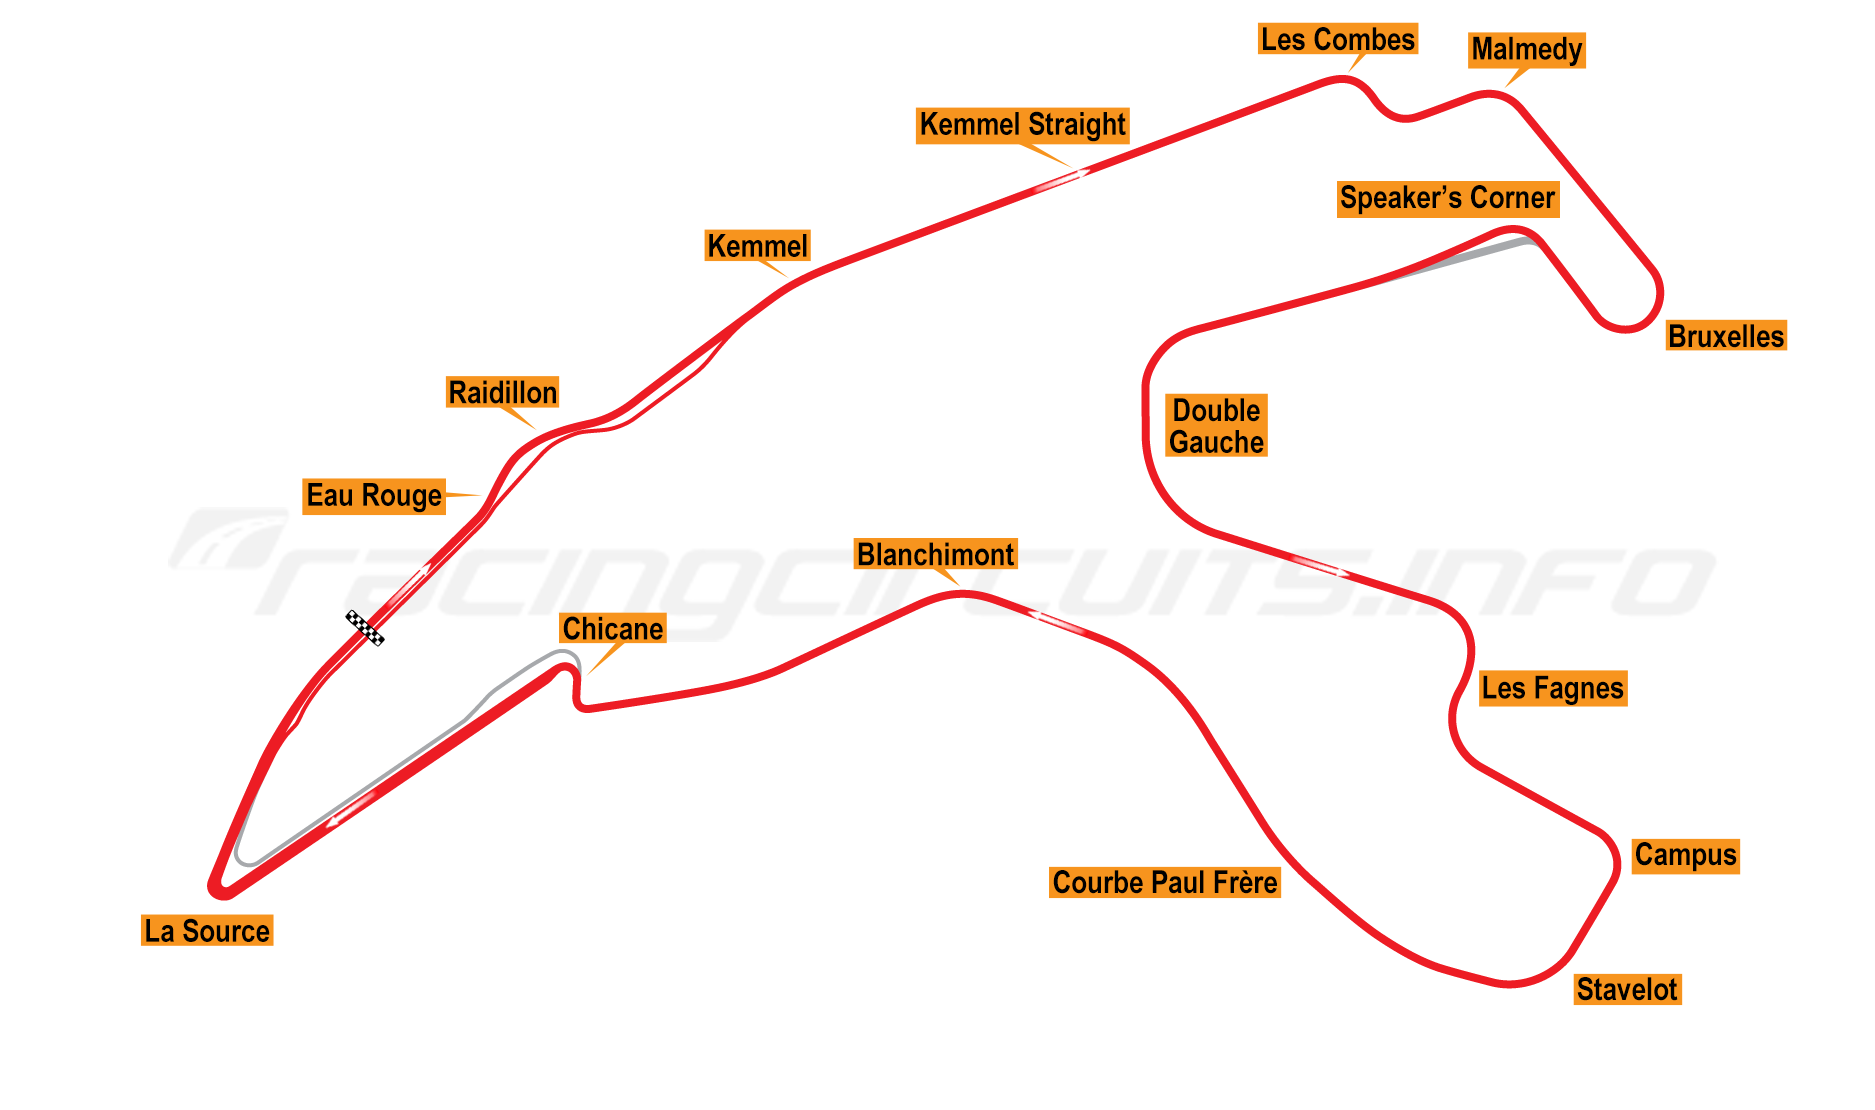 Les Combes
Malmedy
Kemmel Straight
Speaker's Corner
Kemmel
Bruxelles
Raidillon
Double
Gauche
Eau Rouge
racingcircuits.info
Blanchimont
Chicane
Les Fagnes
Campus
Courbe Paul Frère
La Source
Stavelot